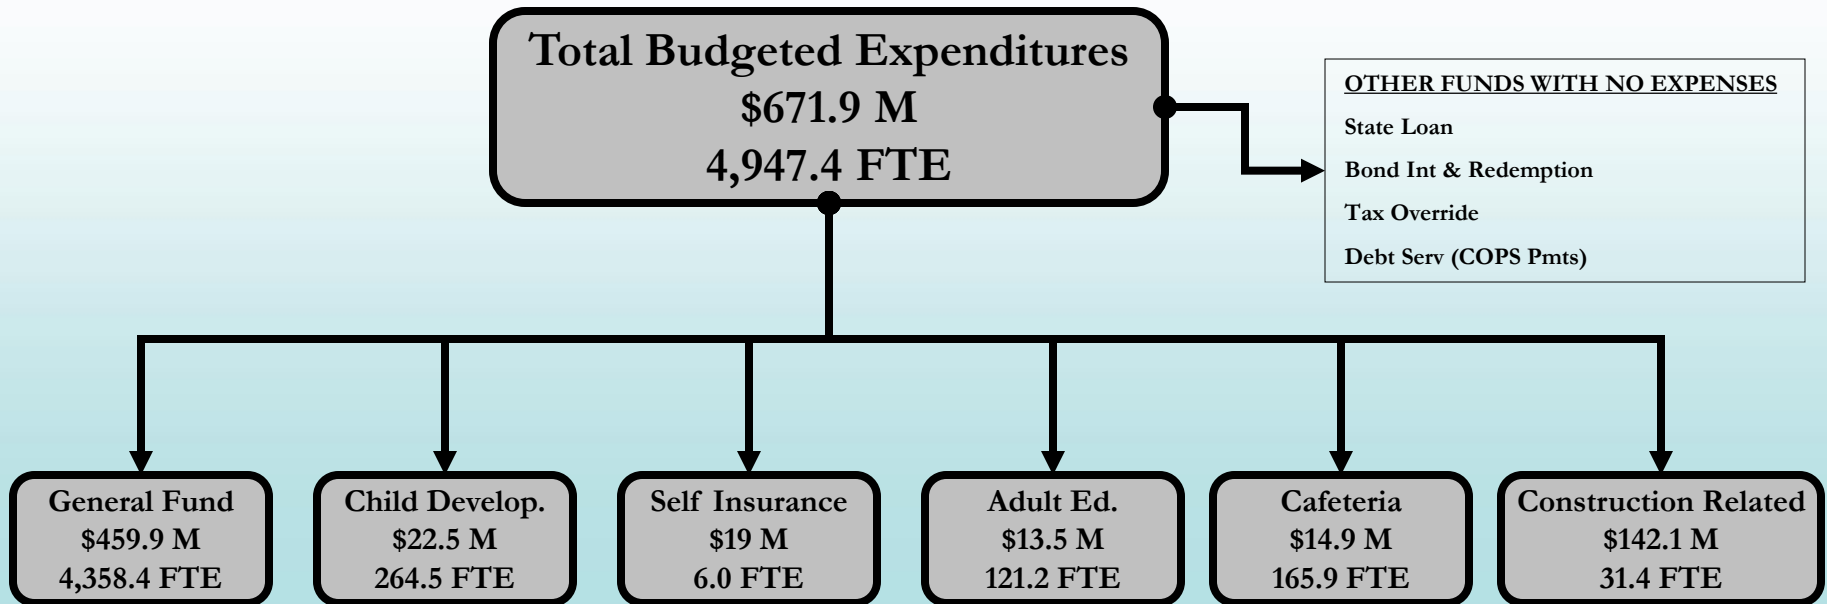 Total Budgeted Expenditures
$671.9 M
4,947.4 FTE
OTHER FUNDS WITH NO EXPENSES
State Loan
Bond Int & Redemption
Tax Override
Debt Serv (COPS Pmts)
General Fund
$459.9 M
4,358.4 FTE
Child Develop.
$22.5 M
264.5 FTE
Self Insurance
$19 M
6.0 FTE
Adult Ed.
$13.5 M
121.2 FTE
Cafeteria
$14.9 M
165.9 FTE
Construction Related
$142.1 M
31.4 FTE